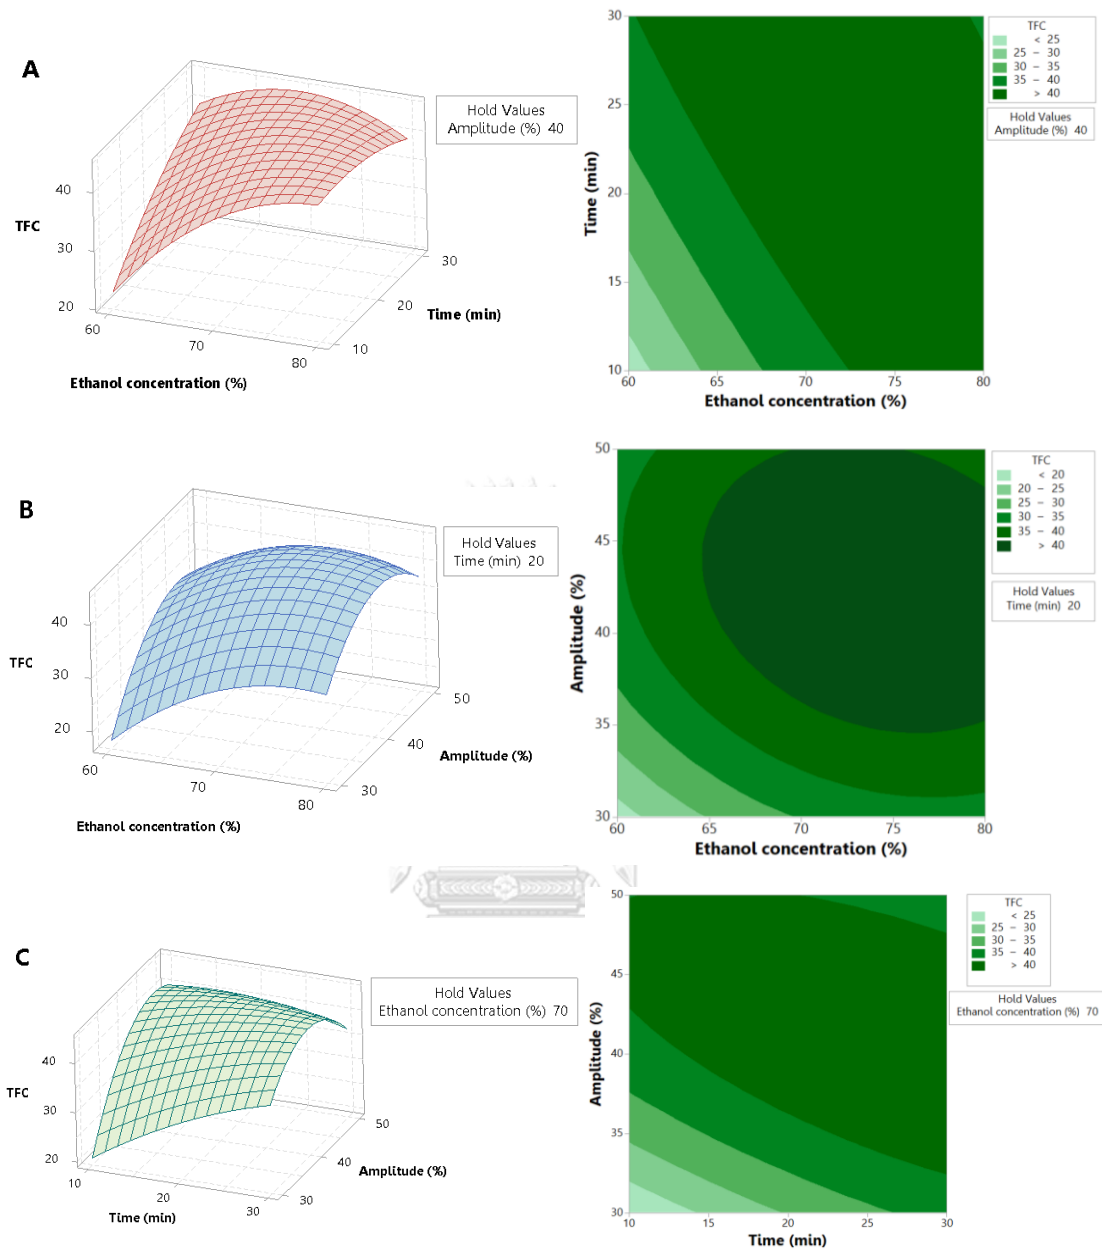 A
Hold Values
Amplitude (%) 40
40
TFC
30
20
60
70
80
30
20
10
Time (min)
Ethanol concentration (%)
30
25
20
15
10
Time (min)
60
65
70
75
80
Ethanol concentration (%)
TFC
< 25
25 – 30
30 – 35
35 – 40
> 40
Hold Values
Amplitude (%) 40
B
Hold Values
Time (min) 20
40
TFC
30
20
60
70
80
50
40
30
Amplitude (%)
Ethanol concentration (%)
50
45
40
35
30
Amplitude (%)
60
65
70
75
80
Ethanol concentration (%)
TFC
< 20
20 – 25
25 – 30
30 – 35
35 – 40
> 40
Hold Values
Time (min) 20
C
Hold Values
Ethanol concentration (%) 70
40
TFC
30
20
10
20
30
50
40
30
Amplitude (%)
Time (min)
50
45
40
35
30
Amplitude (%)
10
15
20
25
30
Time (min)
TFC
< 25
25 – 30
30 – 35
35 – 40
> 40
Hold Values
Ethanol concentration (%) 70